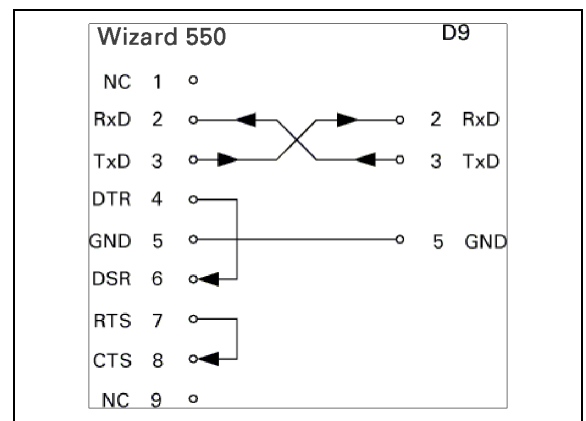 Wizard 550 D9
NC 1
RxD 2 2 RxD
TxD 3 3 TxD
DTR 4
GND 5 5 GND
DSR 6
RTS 7
CTS 8
NC 9